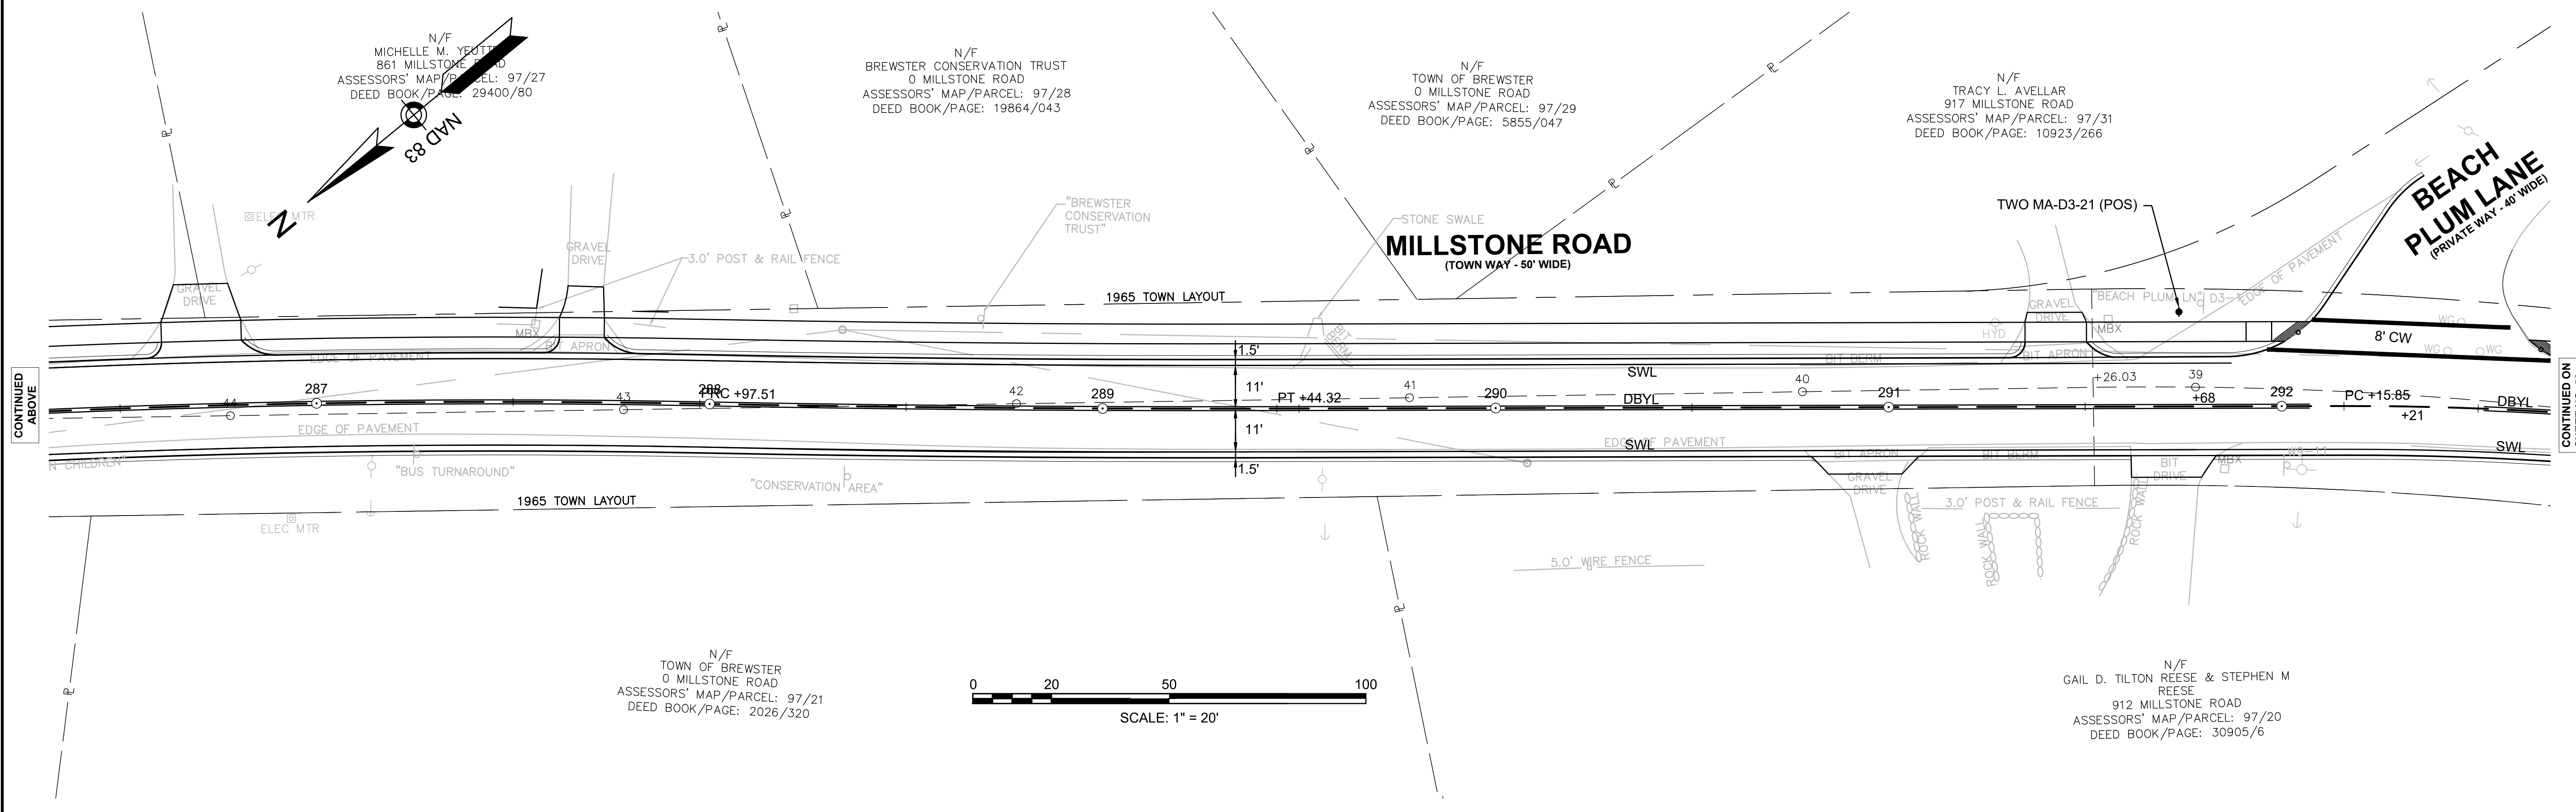 N/F
MICHELLE M. YEUTT
861 MILLSTONE ROAD
ASSESSORS' MAP/PARCEL: 97/27
DEED BOOK/PAGE: 29400/80
N/F
BREWSTER CONSERVATION TRUST
0 MILLSTONE ROAD
ASSESSORS' MAP/PARCEL: 97/28
DEED BOOK/PAGE: 19864/043
N/F
TOWN OF BREWSTER
0 MILLSTONE ROAD
ASSESSORS' MAP/PARCEL: 97/29
DEED BOOK/PAGE: 5855/047
N/F
TRACY L. AVELLAR
917 MILLSTONE ROAD
ASSESSORS' MAP/PARCEL: 97/31
DEED BOOK/PAGE: 10923/266
NAD 83
N
ELEC MTR
GRAVEL
DRIVE
GRAVEL
DRIVE
3.0' POST & RAIL FENCE
"BREWSTER
CONSERVATION
TRUST"
STONE SWALE
MILLSTONE ROAD
(TOWN WAY - 50' WIDE)
TWO MA-D3-21 (POS)
BEACH
PLUM LANE
(PRIVATE WAY - 40' WIDE)
EDGE OF PAVEMENT
1965 TOWN LAYOUT
"BEACH PLUM LN" D3-1
GRAVEL
DRIVE
MBX
HYD
MBX
WG
WG
WG
8' CW
BIT APRON
EDGE OF PAVEMENT
BIT
BERM
BIT BERM
BIT APRON
1.5'
11'
11'
1.5'
SWL
DBYL
SWL
CONTINUED
ABOVE
44
287
43
288
PRC +97.51
42
289
PT +44.32
41
290
40
291
+26.03
39
+68
292
PC +15.85
+21
DBYL
SWL
CONTINUED ON
EDGE OF PAVEMENT
EDGE OF PAVEMENT
N CHILDREN"
"BUS TURNAROUND"
"CONSERVATION AREA"
BIT APRON
BIT BERM
GRAVEL
DRIVE
BIT
DRIVE
MBX
W9-11
1965 TOWN LAYOUT
ELEC MTR
3.0' POST & RAIL FENCE
ROCK WALL
ROCK WALL
ROCK WALL
5.0' WIRE FENCE
N/F
TOWN OF BREWSTER
0 MILLSTONE ROAD
ASSESSORS' MAP/PARCEL: 97/21
DEED BOOK/PAGE: 2026/320
0 20 50 100
SCALE: 1" = 20'
N/F
GAIL D. TILTON REESE & STEPHEN M
REESE
912 MILLSTONE ROAD
ASSESSORS' MAP/PARCEL: 97/20
DEED BOOK/PAGE: 30905/6